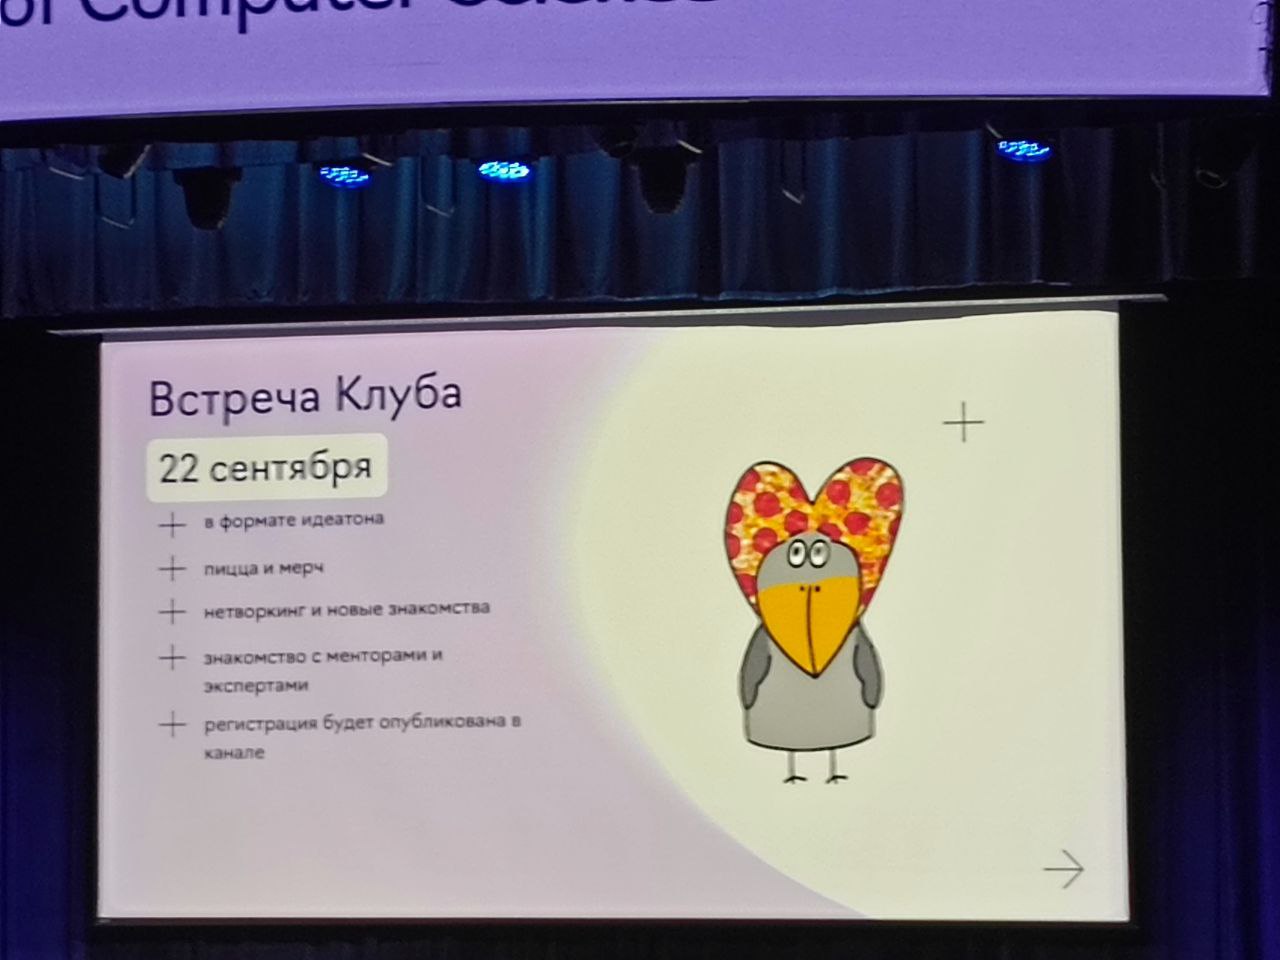 of Computer Science
Встреча Клуба
22 сентября
в формате идеатона
пицца и мерч
нетворкинг и новые знакомства
знакомство с менторами и
экспертами
регистрация будет опубликована в
канале